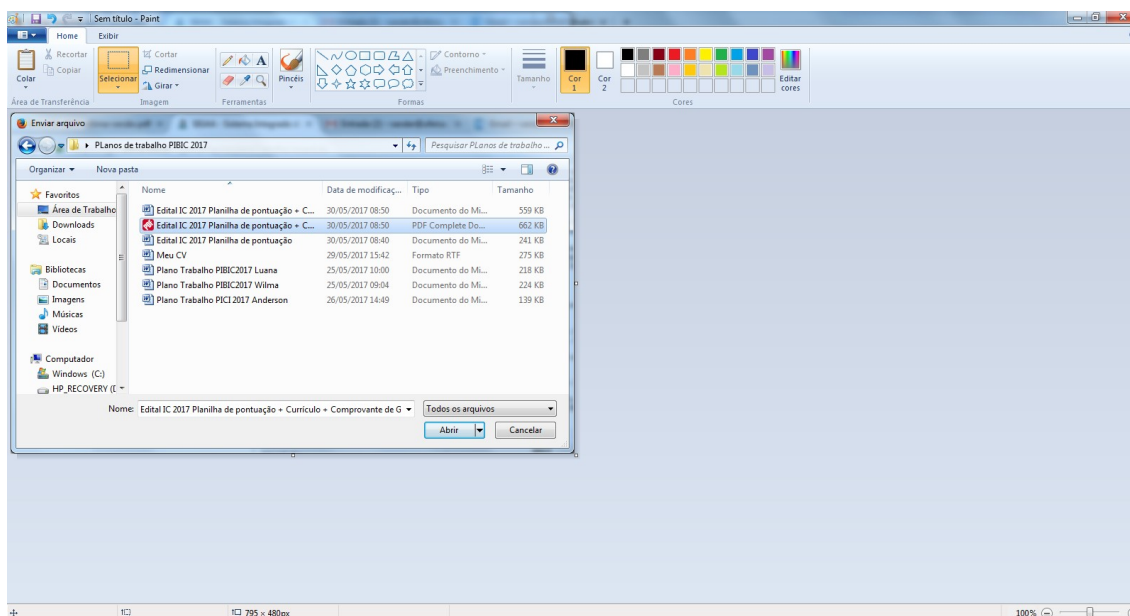 Sem título - Paint
Home Exibir
Colar
Recortar
Copiar
Área de Transferência
Selecionar
Cortar
Redimensionar
Girar
Imagem
A
Ferramentas
Pincéis
Contorno
Preenchimento
Formas
Tamanho
Cor 1
Cor 2
Editar cores
Cores
Enviar arquivo
PLanos de trabalho PIBIC 2017
Pesquisar PLanos de trabalho ...
Organizar Nova pasta
Favoritos
Área de Trabalho
Downloads
Locais
Bibliotecas
Documentos
Imagens
Músicas
Vídeos
Computador
Windows (C:)
HP_RECOVERY (
Nome Data de modificaç... Tipo Tamanho
Edital IC 2017 Planilha de pontuação + C... 30/05/2017 08:50 Documento do Mi... 559 KB
Edital IC 2017 Planilha de pontuação + C... 30/05/2017 08:50 PDF Complete Do... 662 KB
Edital IC 2017 Planilha de pontuação 30/05/2017 08:40 Documento do Mi... 241 KB
Meu CV 29/05/2017 15:42 Formato RTF 275 KB
Plano Trabalho PIBIC2017 Luana 25/05/2017 10:00 Documento do Mi... 218 KB
Plano Trabalho PIBIC2017 Wilma 25/05/2017 09:04 Documento do Mi... 224 KB
Plano Trabalho PICI 2017 Anderson 26/05/2017 14:49 Documento do Mi... 139 KB
Nome: Edital IC 2017 Planilha de pontuação + Curriculo + Comprovante de G Todos os arquivos
Abrir Cancelar
795 × 480px 100%